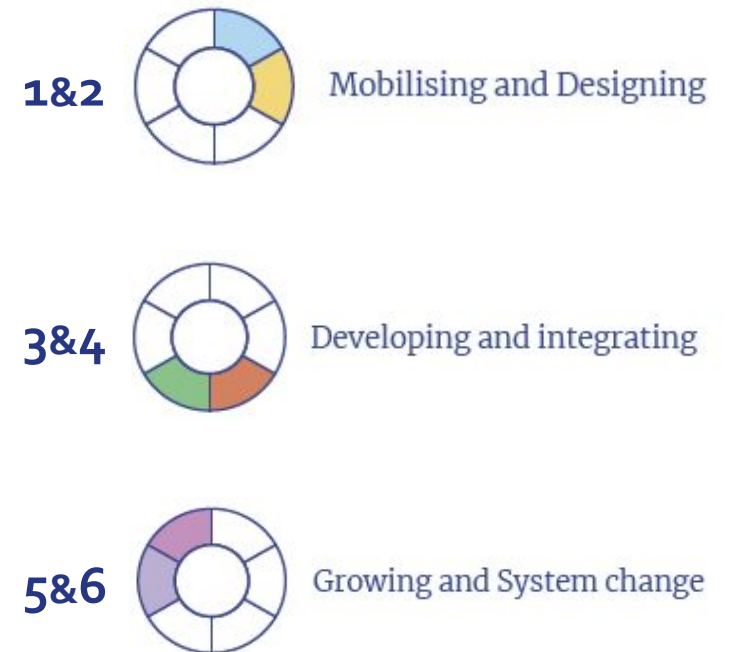 1&2 Mobilising and Designing
3&4 Developing and integrating
5&6 Growing and System change